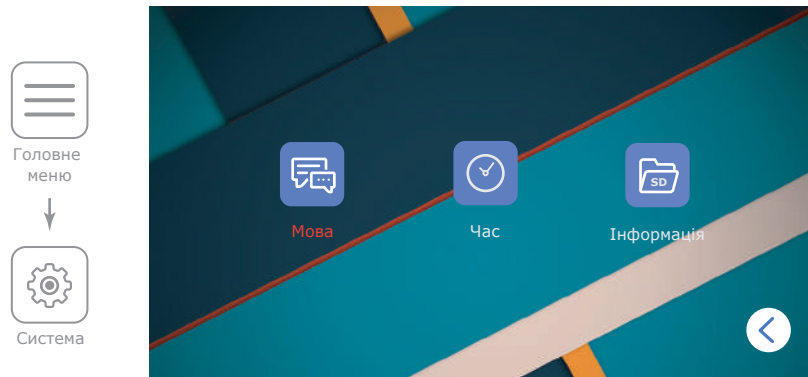 Головне
меню
Система
Мова
Час
SD
Інформація